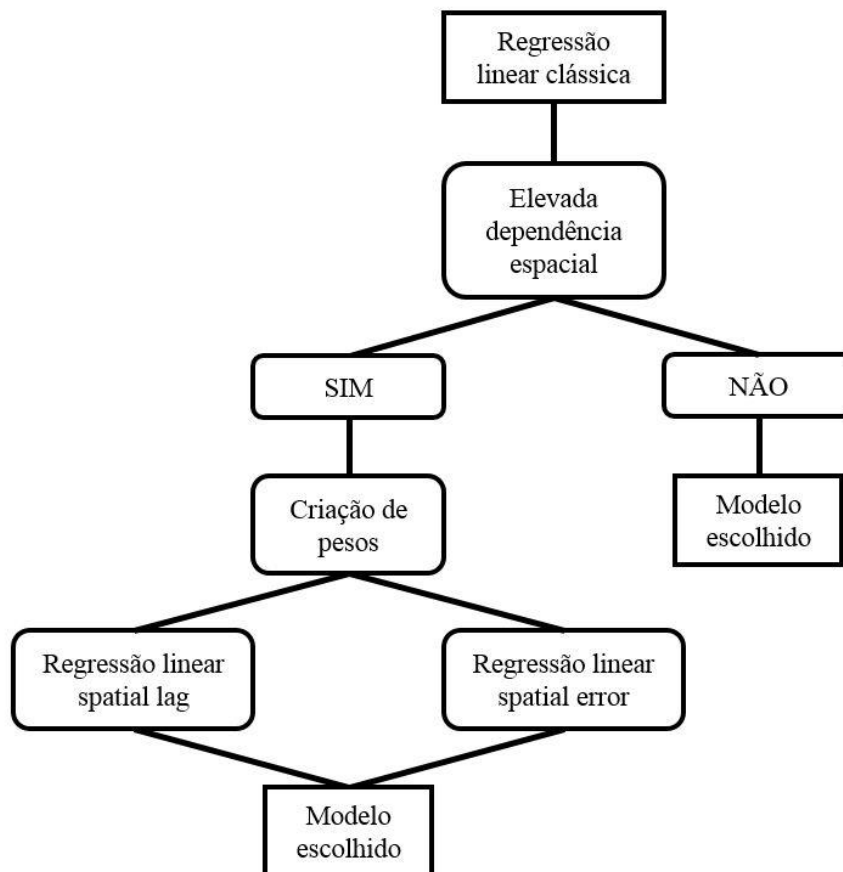 Regressão
linear clássica
Elevada
dependência
espacial
SIM
NÃO
Criação de
pesos
Modelo
escolhido
Regressão linear
spatial lag
Regressão linear
spatial error
Modelo
escolhido